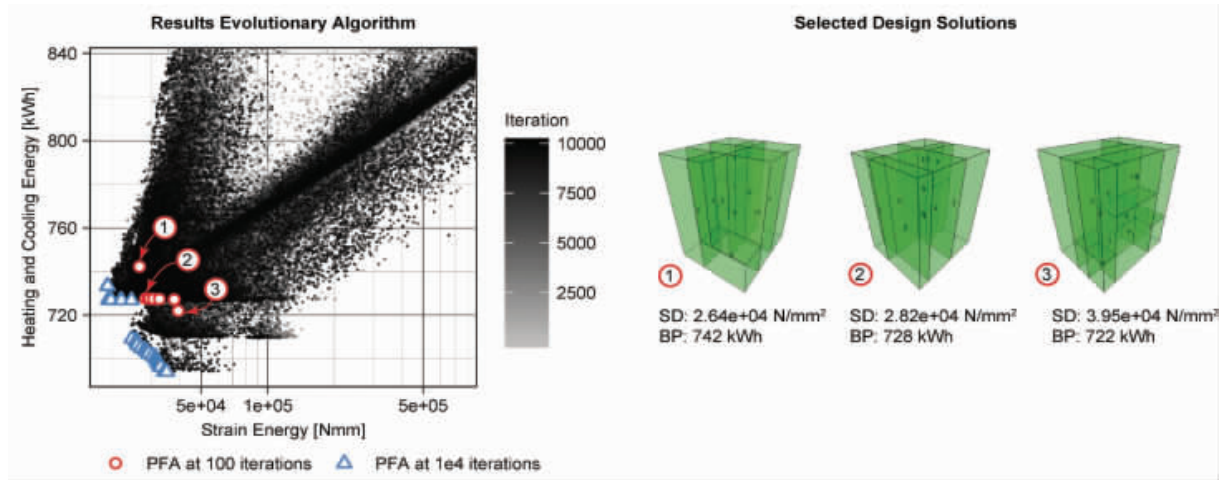 Results Evolutionary Algorithm
Selected Design Solutions
Heating and Cooling Energy [kWh]
840
800
760
720
1
2
3
5e+04 1e+05 5e+05
Strain Energy [Nmm]
Iteration
10000
7500
5000
2500
PFA at 100 iterations PFA at 1e4 iterations
1
SD: 2.64e+04 N/mm²
BP: 742 kWh
2
SD: 2.82e+04 N/mm²
BP: 728 kWh
3
SD: 3.95e+04 N/mm²
BP: 722 kWh